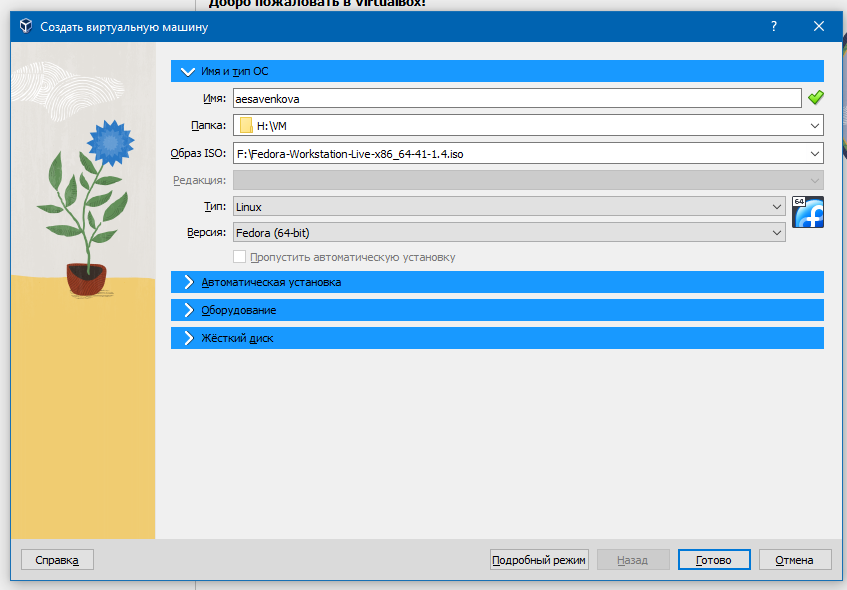 Добро пожаловать в VirtualBox!
Создать виртуальную машину ?
Имя и тип ОС
Имя: aesavenkova
Папка: H:\VM
Образ ISO: F:\Fedora-Workstation-Live-x86_64-41-1.4.iso
Редакция:
Тип: Linux 64
Версия: Fedora (64-bit)
Пропустить автоматическую установку
Автоматическая установка
Оборудование
Жёсткий диск
Справка Подробный режим Назад Готово Отмена